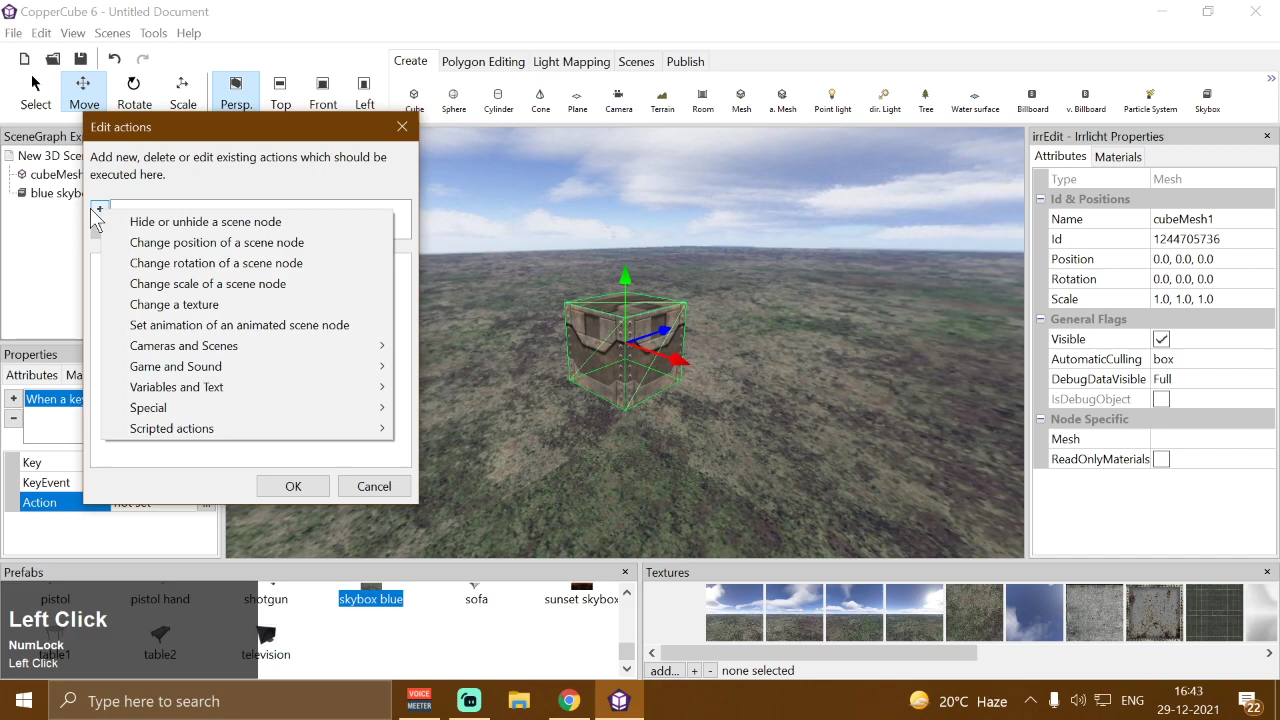 CopperCube 6 - Untitled Document
File Edit View Scenes Tools Help
Create Polygon Editing Light Mapping Scenes Publish
Select Move Rotate Scale Persp. Top Front Left
Cube Sphere Cylinder Cone Plane Camera Terrain Room Mesh a. Mesh Point light dir. Light Tree Water surface Billboard v. Billboard Particle System Skybox
»
SceneGraph Ex
New 3D Scen
cubeMesh
blue skybo
Edit actions
Add new, delete or edit existing actions which should be
executed here.
Hide or unhide a scene node
Change position of a scene node
Change rotation of a scene node
Change scale of a scene node
Change a texture
Set animation of an animated scene node
Cameras and Scenes
Game and Sound
Variables and Text
Special
Scripted actions
OK Cancel
Properties
Attributes Ma
+ When a ke
-
Key
KeyEvent
Action not set ...
irrEdit - Irrlicht Properties
Attributes Materials
Type Mesh
Id & Positions
Name cubeMesh1
Id 1244705736
Position 0.0, 0.0, 0.0
Rotation 0.0, 0.0, 0.0
Scale 1.0, 1.0, 1.0
General Flags
Visible
AutomaticCulling box
DebugDataVisible Full
IsDebugObject
Node Specific
Mesh
ReadOnlyMaterials
Prefabs
pistol pistol hand shotgun skybox blue sofa sunset skybox
table1 table2 television
Left Click
NumLock
Left Click
Textures
add... + - none selected
Type here to search
VOICE
MEETER
20°C Haze
ENG
16:43
29-12-2021
22